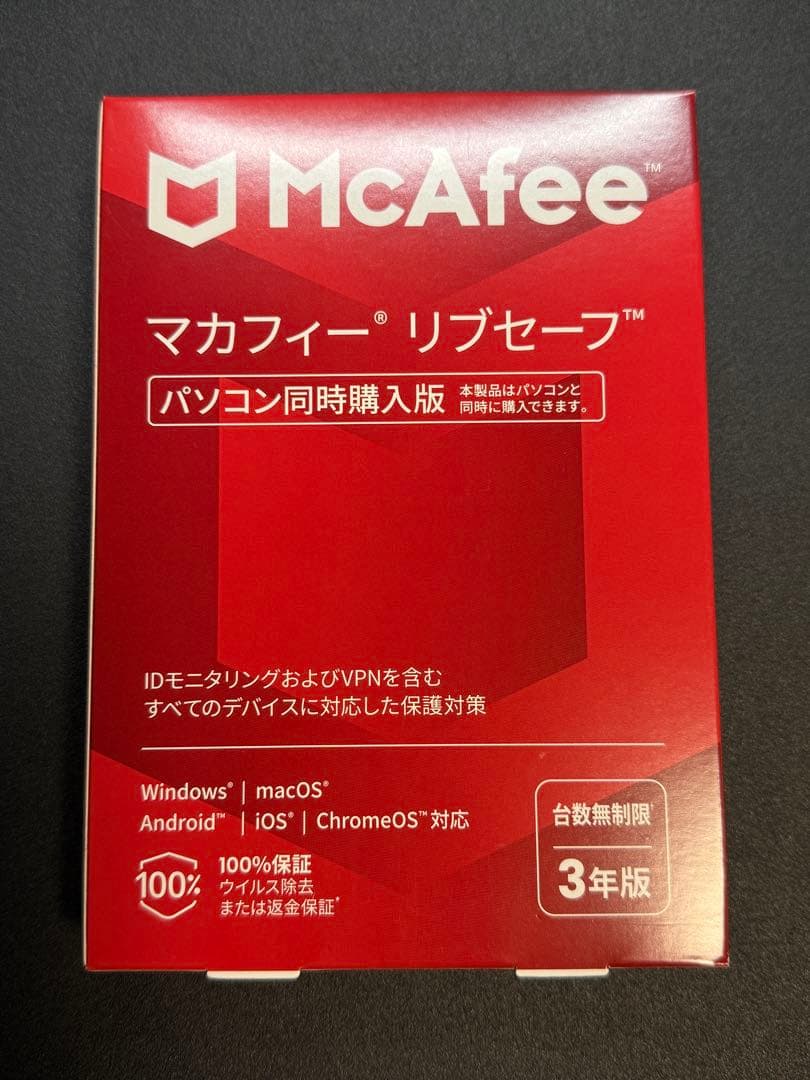 McAfee™
マカフィー® リブセーフ™
パソコン同時購入版
本製品はパソコンと
同時に購入できます。
IDモニタリングおよびVPNを含む
すべてのデバイスに対応した保護対策
Windows® | macOS®
Android™ | iOS® | ChromeOS™ 対応
100%
100%保証
ウイルス除去
または返金保証*
台数無制限†
3年版